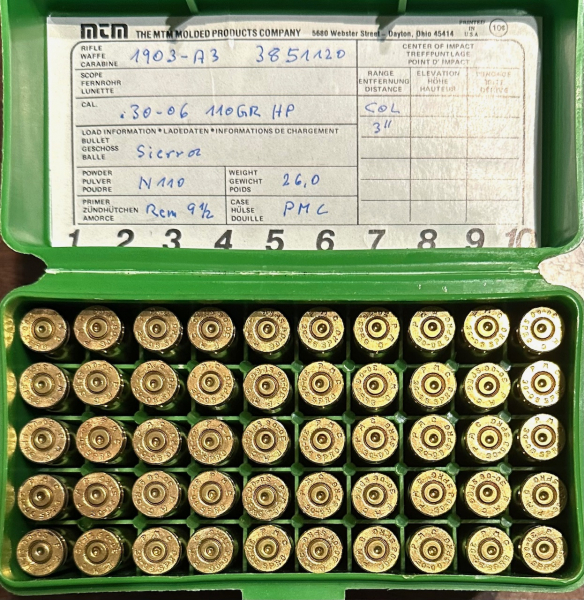 mtm THE MTM MOLDED PRODUCTS COMPANY 5680 Webster Street - Dayton, Ohio 45414 PRINTED IN U.S.A. 10¢
RIFLE WAFFE CARABINE 1903-A3 3851120
SCOPE FERNROHR LUNETTE
CAL. .30-06 110GR HP
LOAD INFORMATION * LADEDATEN * INFORMATIONS DE CHARGEMENT
BULLET GESCHOSS BALLE Sierra
POWDER PULVER POUDRE N110
WEIGHT GEWICHT POIDS 26,0
PRIMER ZÜNDHÜTCHEN AMORCE Rem 9½
CASE HÜLSE DOUILLE PMC
CENTER OF IMPACT
TREFFPUNTLAGE
POINT D'IMPACT
RANGE ENTFERNUNG DISTANCE
ELEVATION HÖHE HAUTEUR
COL
3"
1 2 3 4 5 6 7 8 9 10